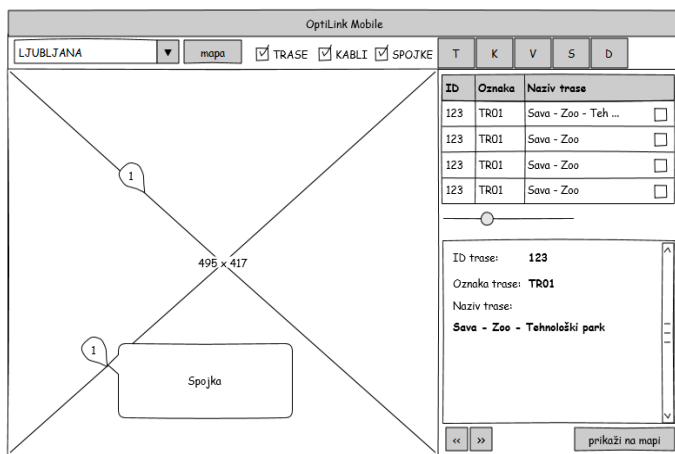 OptiLink Mobile
LJUBLJANA mapa TRASE KABLI SPOJKE T K V S D
ID Oznaka Naziv trase
123 TR01 Sava - Zoo - Teh ...
123 TR01 Sava - Zoo
123 TR01 Sava - Zoo
123 TR01 Sava - Zoo
1
495 x 417
1
Spojka
ID trase: 123
Oznaka trase: TR01
Naziv trase:
Sava - Zoo - Tehnološki park
<< >> prikaži na mapi